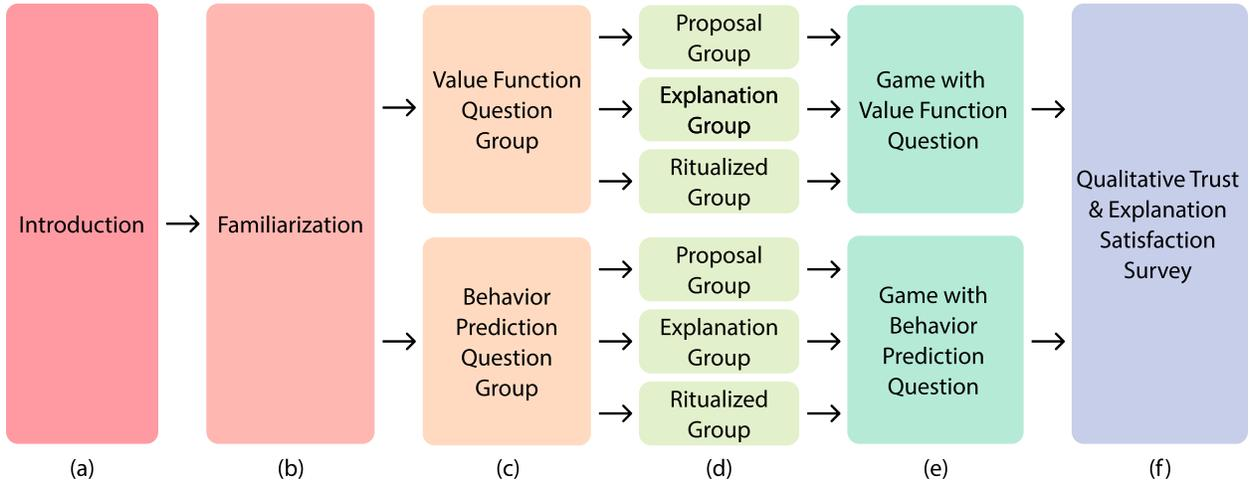 Introduction
Familiarization
Value Function
Question
Group
Behavior
Prediction
Question
Group
Proposal
Group
Explanation
Group
Ritualized
Group
Proposal
Group
Explanation
Group
Ritualized
Group
Game with
Value Function
Question
Game with
Behavior
Prediction
Question
Qualitative Trust
& Explanation
Satisfaction
Survey
(a)
(b)
(c)
(d)
(e)
(f)